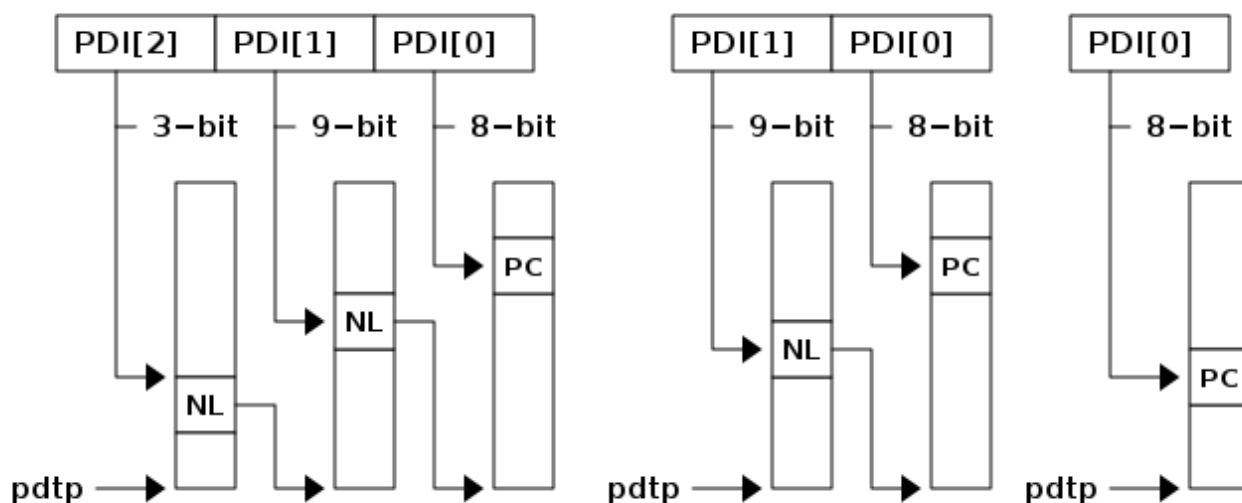 PDI[2] PDI[1] PDI[0] PDI[1] PDI[0] PDI[0]
3-bit 9-bit 8-bit 9-bit 8-bit 8-bit
PC PC
NL
NL
PC
NL
pdtp pdtp pdtp